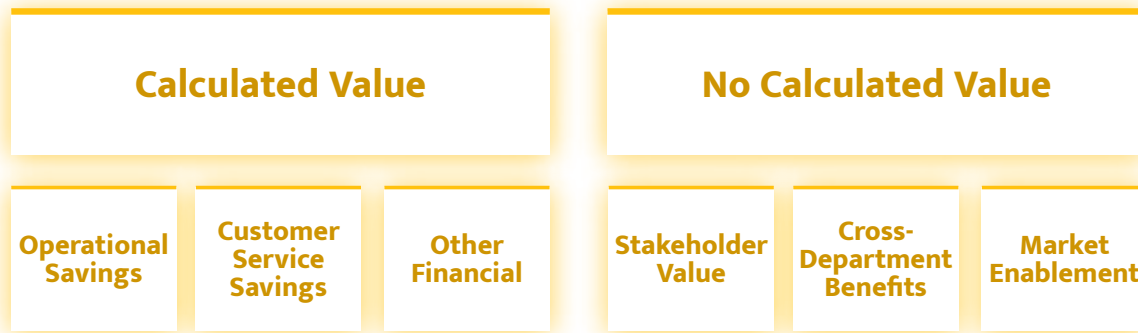 Calculated Value
No Calculated Value
Operational
Savings
Customer
Service
Savings
Other
Financial
Stakeholder
Value
Cross-
Department
Benefits
Market
Enablement